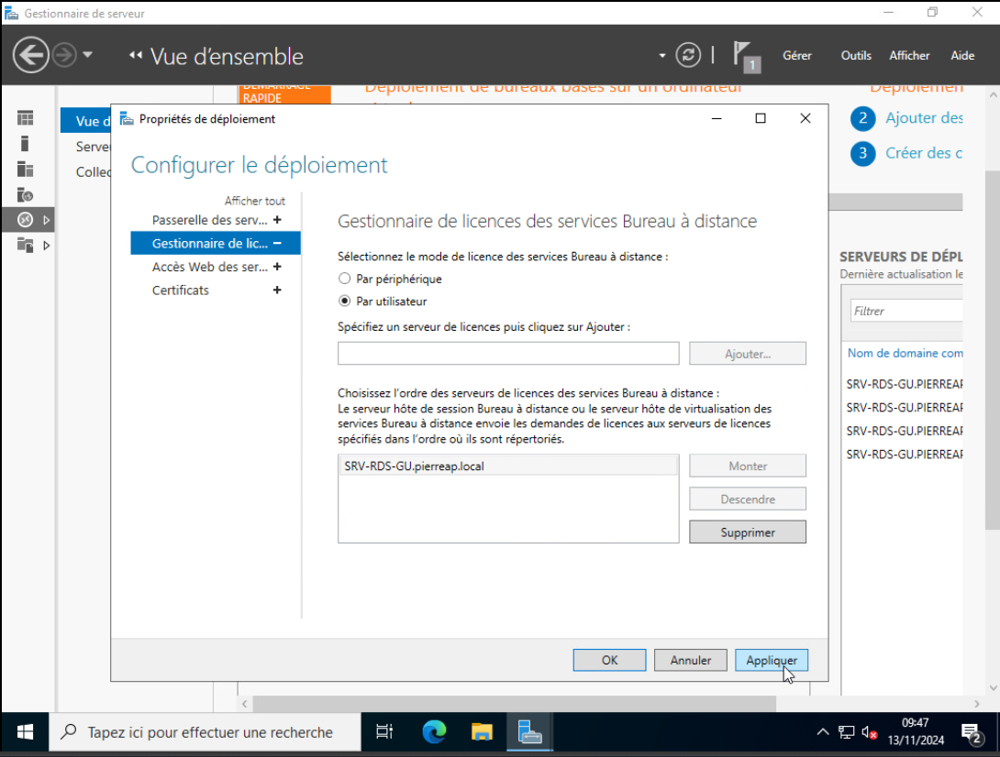 Gestionnaire de serveur
Vue d'ensemble
1
Gérer
Outils
Afficher
Aide
RAPIDE
Déploiement de bureaux basés sur un ordinateur
Déploiemen
Vue d
Serveu
Collec
2 Ajouter des
3 Créer des c
Propriétés de déploiement
Configurer le déploiement
Afficher tout
Passerelle des serv... +
Gestionnaire de lic... –
Accès Web des ser... +
Certificats +
Gestionnaire de licences des services Bureau à distance
Sélectionnez le mode de licence des services Bureau à distance :
Par périphérique
Par utilisateur
Spécifiez un serveur de licences puis cliquez sur Ajouter :
Ajouter...
Choisissez l'ordre des serveurs de licences des services Bureau à distance :
Le serveur hôte de session Bureau à distance ou le serveur hôte de virtualisation des
services Bureau à distance envoie les demandes de licences aux serveurs de licences
spécifiés dans l'ordre où ils sont répertoriés.
SRV-RDS-GU.pierreap.local
Monter
Descendre
Supprimer
OK
Annuler
Appliquer
SERVEURS DE DÉPL
Dernière actualisation le
Filtrer
Nom de domaine com
SRV-RDS-GU.PIERREAP
SRV-RDS-GU.PIERREAP
SRV-RDS-GU.PIERREAP
SRV-RDS-GU.PIERREAP
Tapez ici pour effectuer une recherche
09:47
13/11/2024
2